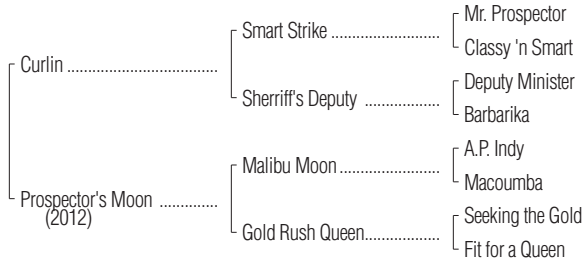 Mr. Prospector
Smart Strike ......................
Classy 'n Smart
Curlin ..............................
Deputy Minister
Sherriff's Deputy ...............
Barbarika
A.P. Indy
Malibu Moon ....................
Macoumba
Prospector's Moon ............
(2012)
Seeking the Gold
Gold Rush Queen...............
Fit for a Queen